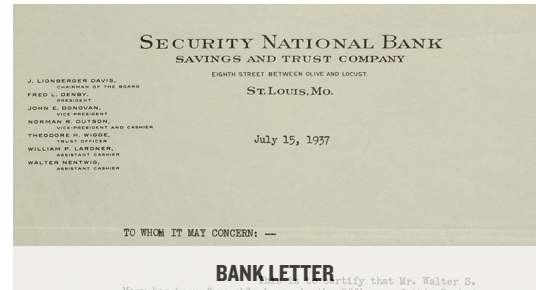 SECURITY NATIONAL BANK
SAVINGS AND TRUST COMPANY
EIGHTH STREET BETWEEN OLIVE AND LOCUST.
ST. LOUIS, MO.
J. LIONBERGER DAVIS,
CHAIRMAN OF THE BOARD
FRED L. DENBY,
PRESIDENT
JOHN E. DONOVAN,
VICE-PRESIDENT
NORMAN R. DUTSON,
VICE-PRESIDENT AND CASHIER
THEODORE H. WIGGE,
TRUST OFFICER
WILLIAM P. LARDNER,
ASSISTANT CASHIER
WALTER NENTWIG,
ASSISTANT CASHIER
July 15, 1937
TO WHOM IT MAY CONCERN: --
BANK LETTER
This is to certify that Mr. Walter S.